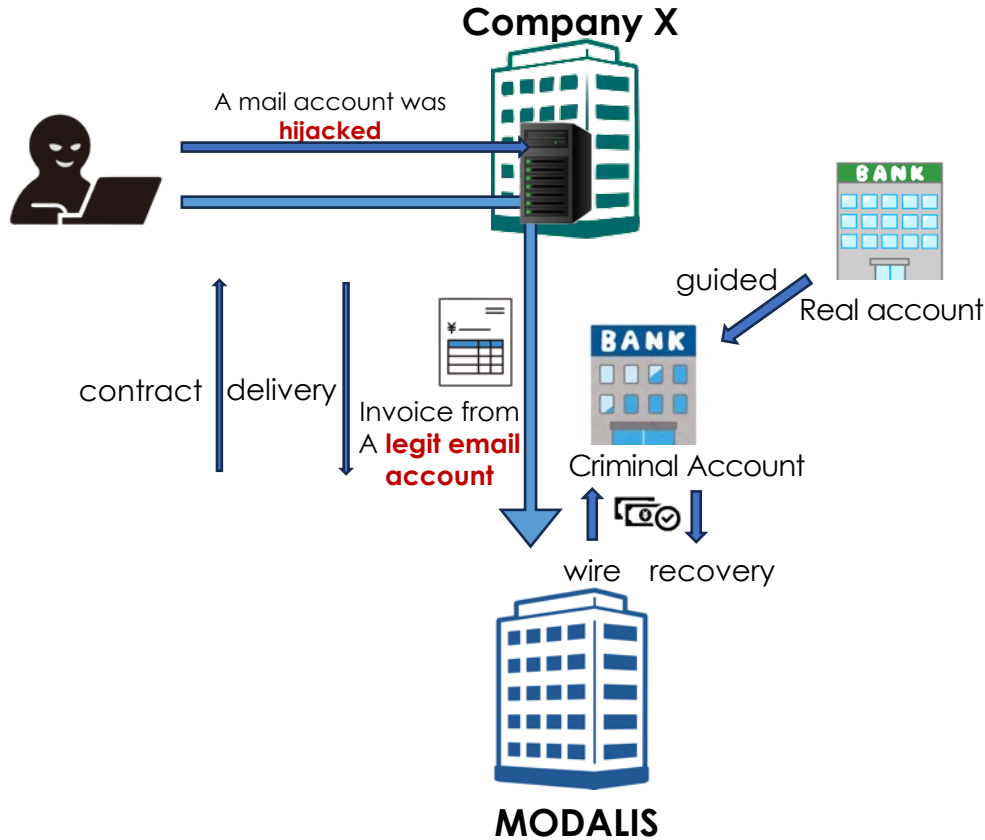 Company X
A mail account was
hijacked
BANK
guided
Real account
¥
BANK
contract
delivery
Invoice from
A legit email
account
Criminal Account
¥
wire
recovery
MODALIS